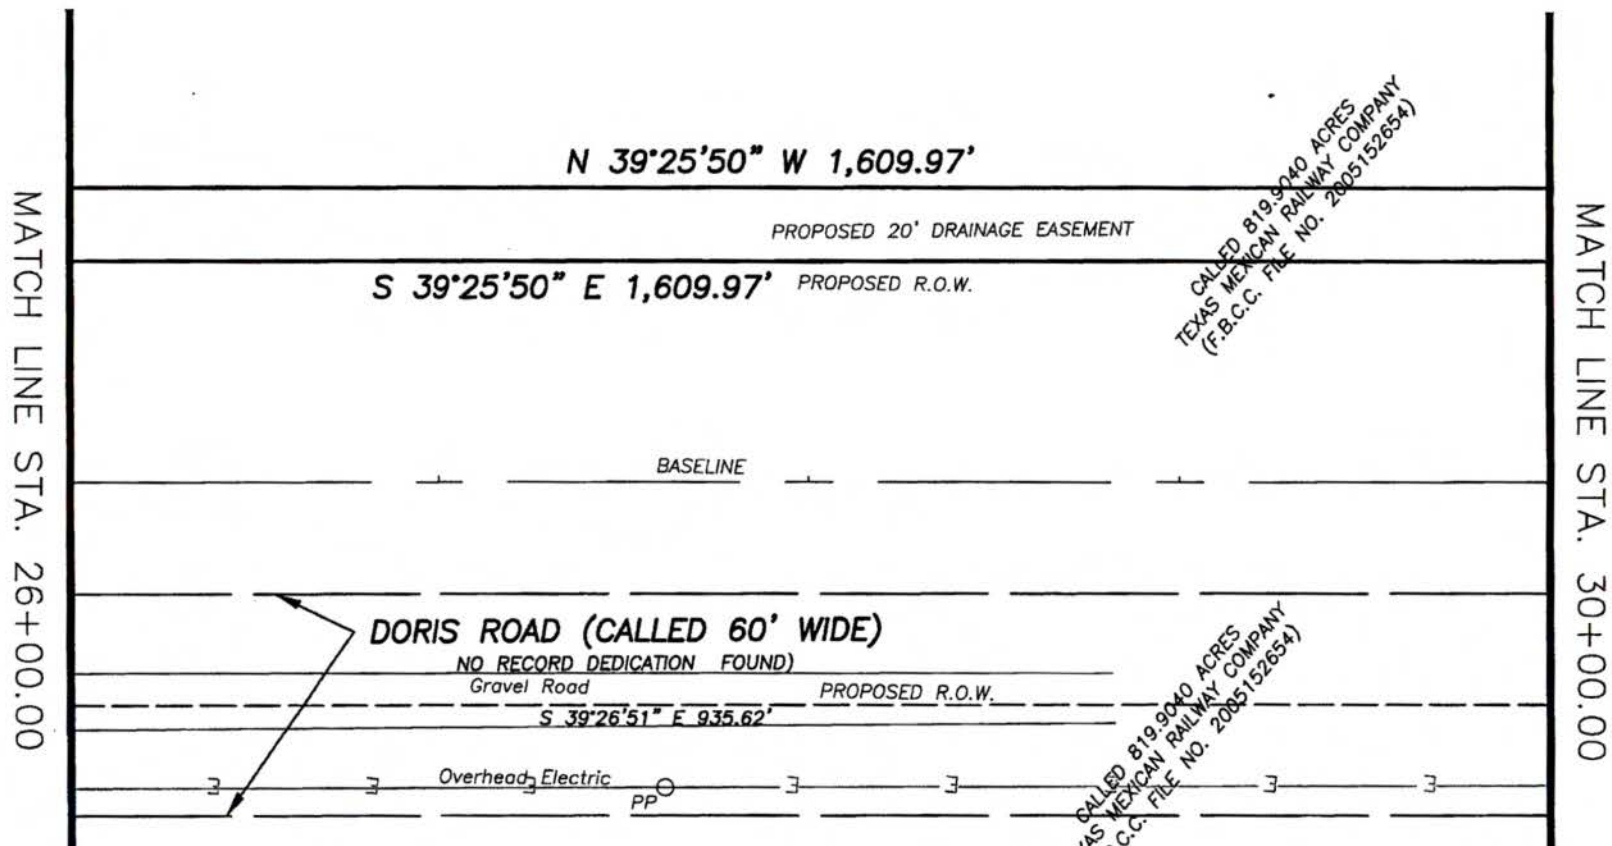 N 39°25'50" W 1,609.97'
PROPOSED 20' DRAINAGE EASEMENT
S 39°25'50" E 1,609.97'
PROPOSED R.O.W.
CALLED 819.9040 ACRES
TEXAS MEXICAN RAILWAY COMPANY
(F.B.C.C. FILE NO. 2005152654)
MATCH LINE STA. 26+00.00
MATCH LINE STA. 30+00.00
BASELINE
DORIS ROAD (CALLED 60' WIDE)
NO RECORD DEDICATION FOUND)
Gravel Road
PROPOSED R.O.W.
S 39°26'51" E 935.62'
CALLED 819.9040 ACRES
AS MEXICAN RAILWAY COMPANY
C.C. FILE NO. 2005152654)
E E E Overhead Electric E E E E E
PP